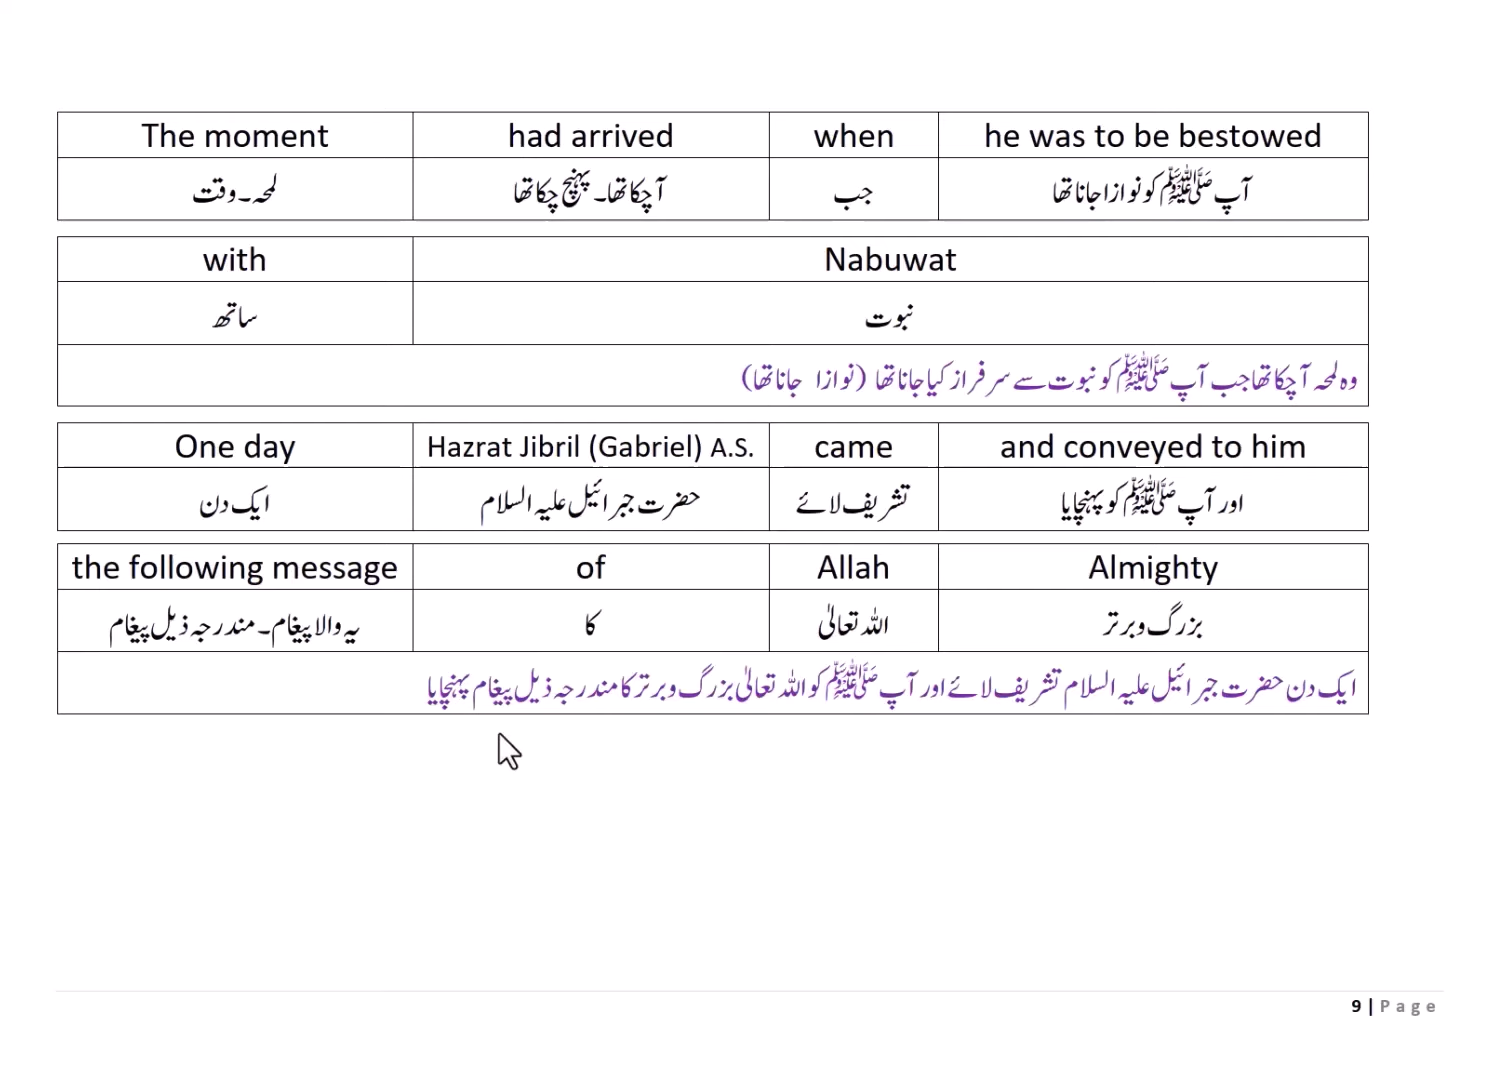 The moment had arrived when he was to be bestowed
لمحہ۔وقت آچکا تھا۔ پہنچ چکا تھا جب آپ ﷺ کو نوازا جانا تھا
with Nabuwat
ساتھ نبوت
وہ لمحہ آچکا تھا جب آپ ﷺ کو نبوت سے سرفراز کیا جانا تھا (نوازا جانا تھا)
One day Hazrat Jibril (Gabriel) A.S. came and conveyed to him
ایک دن حضرت جبرائیل علیہ السلام تشریف لائے اور آپ ﷺ کو پہنچایا
the following message of Allah Almighty
یہ والا پیغام۔ مندرجہ ذیل پیغام کا اللہ تعالیٰ بزرگ و برتر
ایک دن حضرت جبرائیل علیہ السلام تشریف لائے اور آپ ﷺ کو اللہ تعالیٰ بزرگ و برتر کا مندرجہ ذیل پیغام پہنچایا
9 | Page